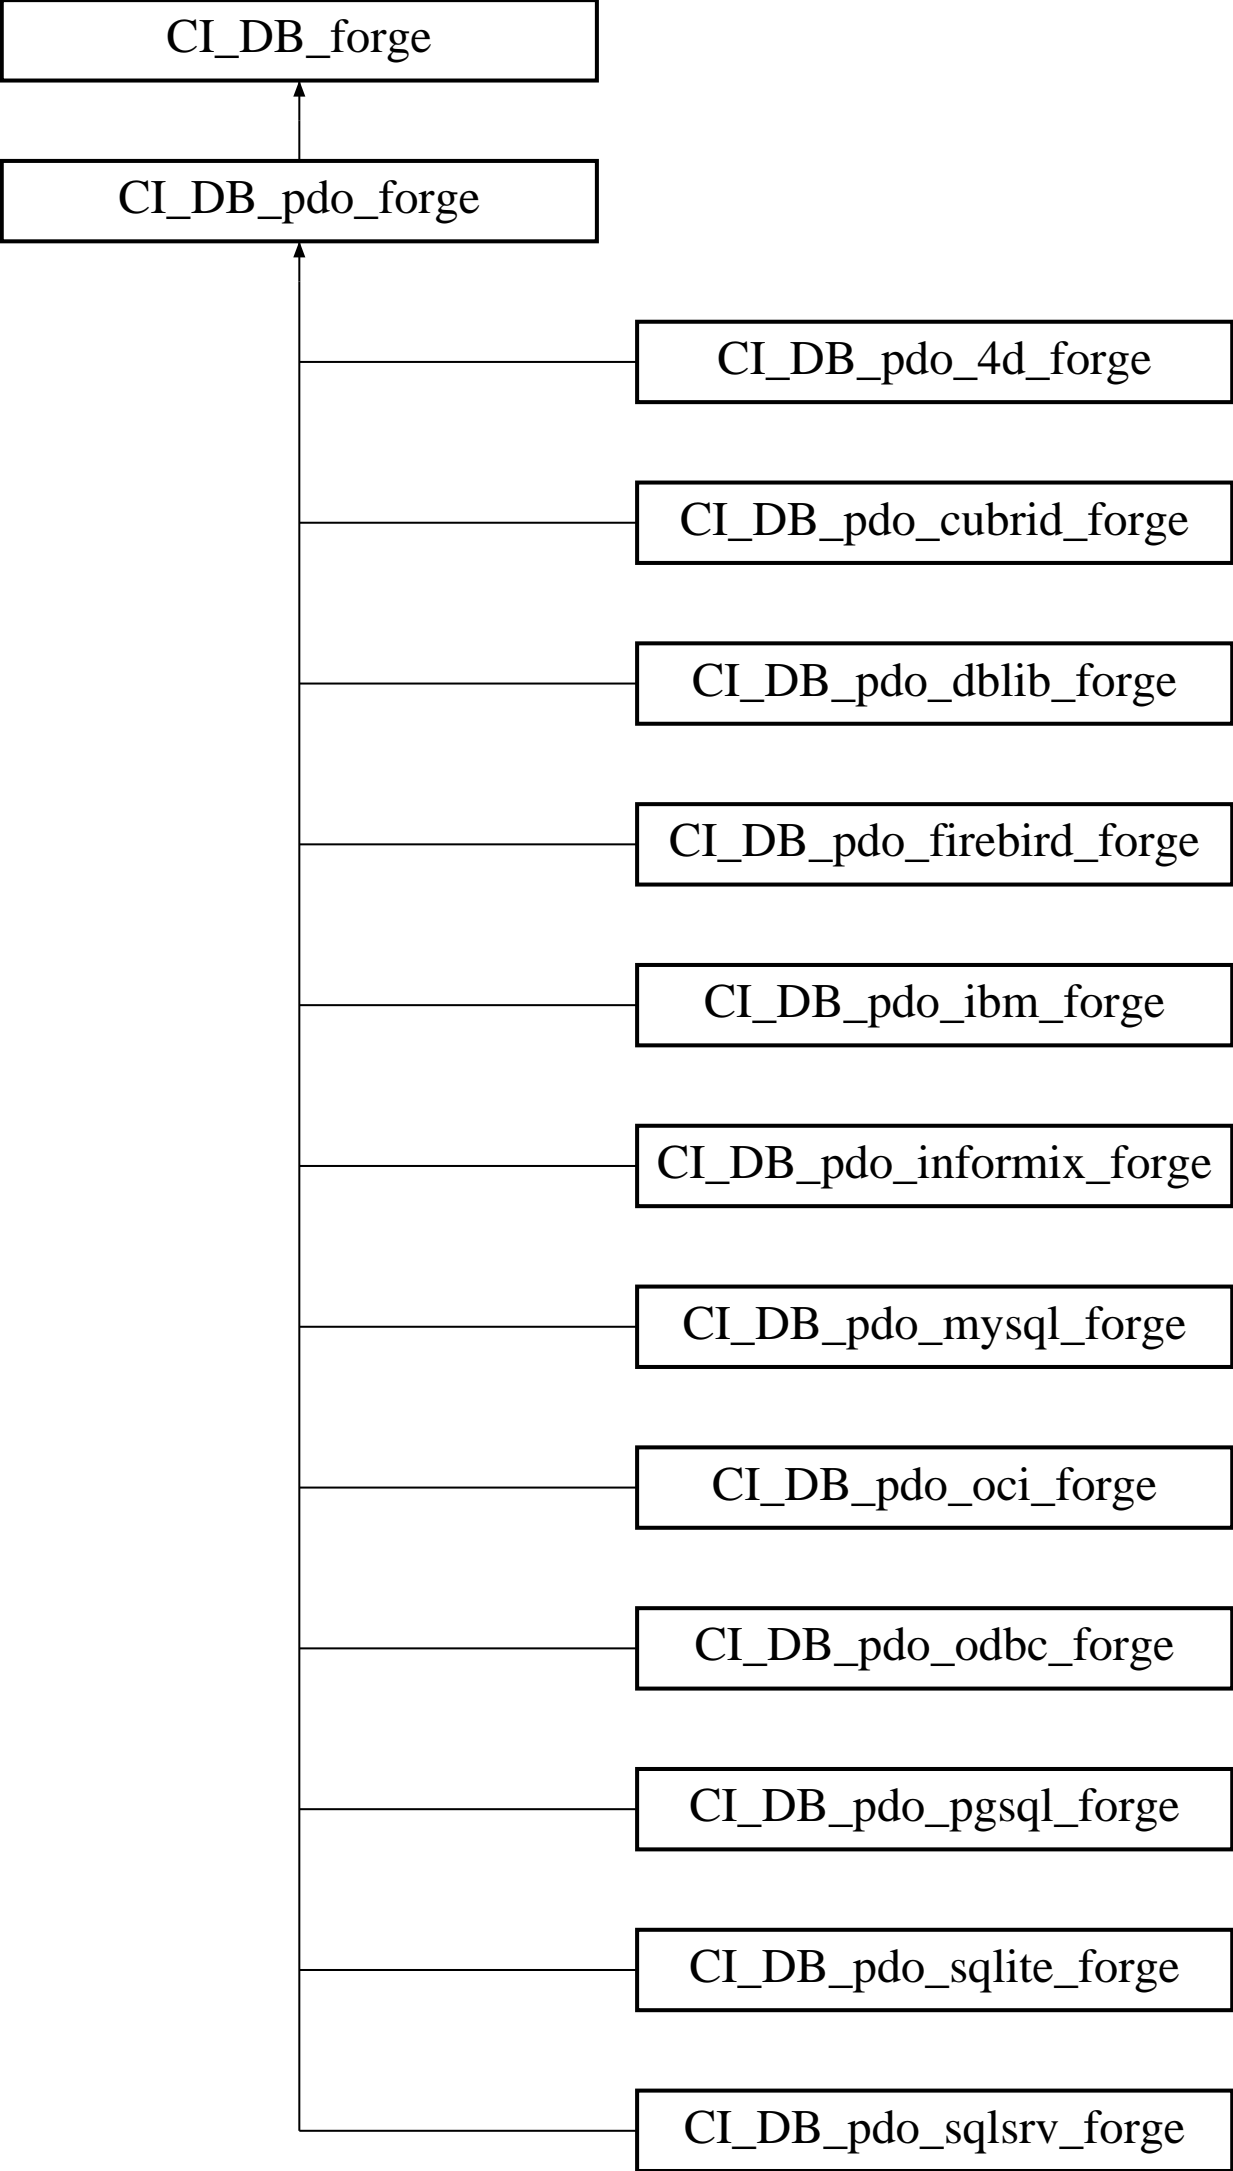 CI_DB_forge
CI_DB_pdo_forge
CI_DB_pdo_4d_forge
CI_DB_pdo_cubrid_forge
CI_DB_pdo_dblib_forge
CI_DB_pdo_firebird_forge
CI_DB_pdo_ibm_forge
CI_DB_pdo_informix_forge
CI_DB_pdo_mysql_forge
CI_DB_pdo_oci_forge
CI_DB_pdo_odbc_forge
CI_DB_pdo_pgsql_forge
CI_DB_pdo_sqlite_forge
CI_DB_pdo_sqlsrv_forge